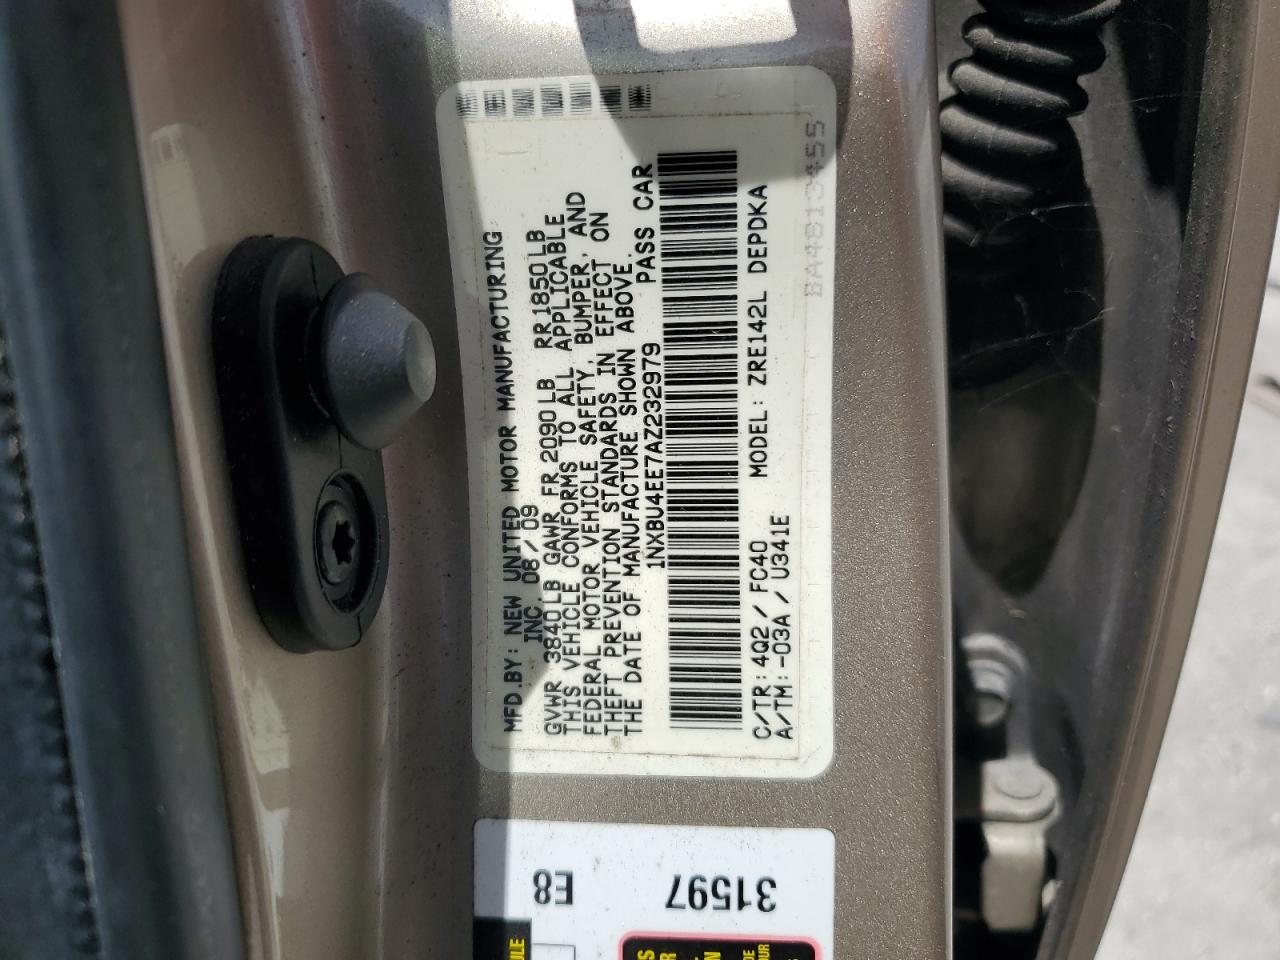 MFD.BY: NEW UNITED MOTOR MANUFACTURING
INC. 08/09
GVWR 3840LB GAWR FR 2090LB RR1850LB
THIS VEHICLE CONFORMS TO ALL APPLICABLE
FEDERAL MOTOR VEHICLE SAFETY, BUMPER, AND
THEFT PREVENTION STANDARDS IN EFFECT ON
THE DATE OF MANUFACTURE SHOWN ABOVE.
1NXBU4EE7AZ232979 PASS CAR
C/TR: 4Q2/FC40 MODEL: ZRE142L DEPDKA
A/TM:-03A/U341E
BA4813455
E8
31597